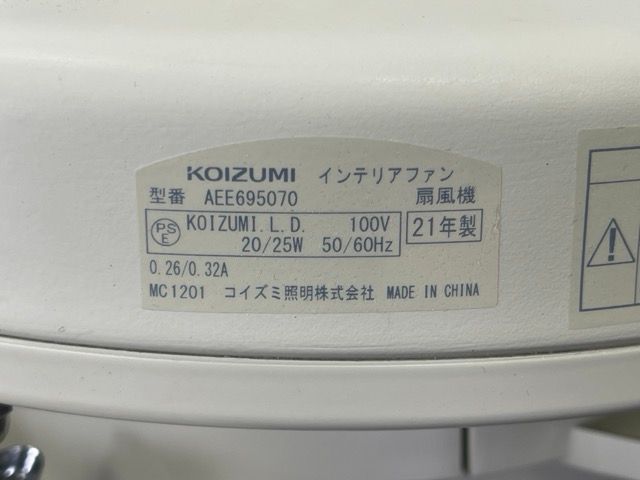 KOIZUMI インテリアファン
型番 AEE695070 扇風機
PS E KOIZUMI.L.D. 100V 21年製
20/25W 50/60Hz
0.26/0.32A
MC1201 コイズミ照明株式会社 MADE IN CHINA